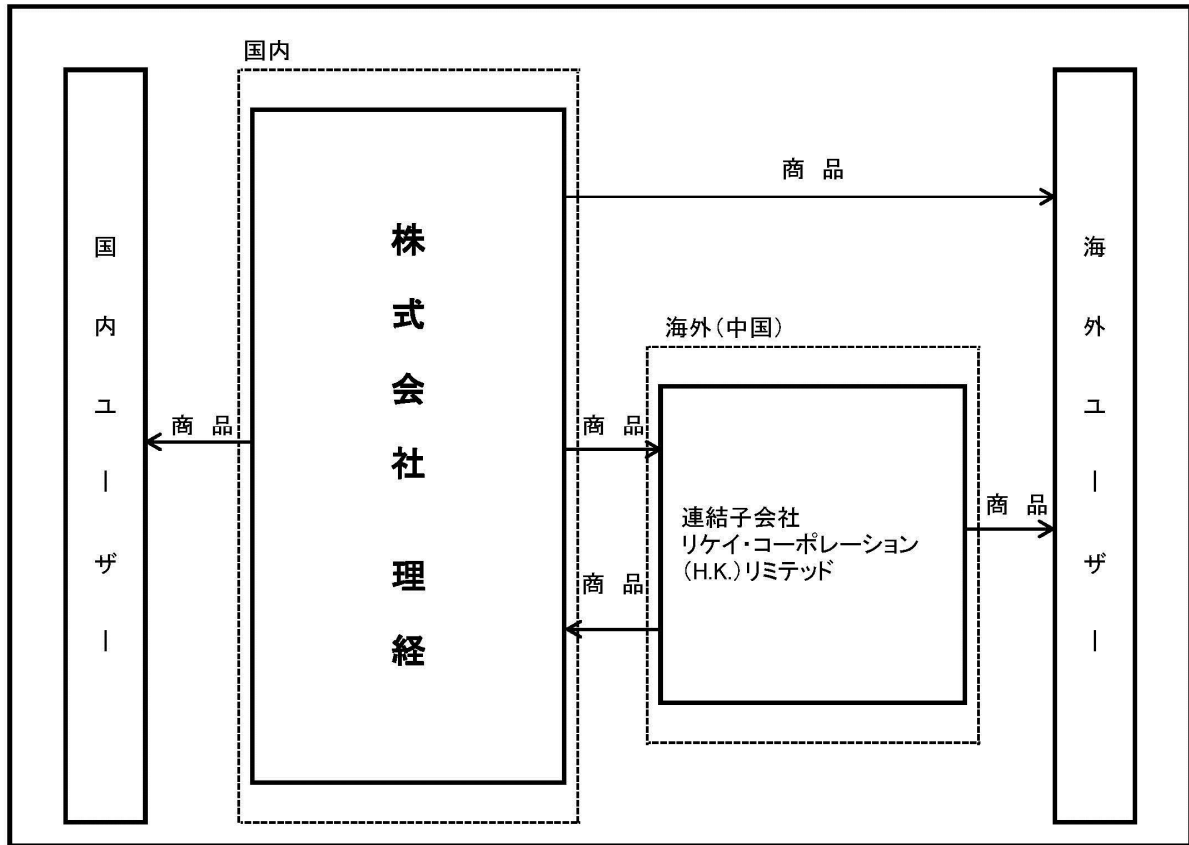 国内
国内ユーザー
株式会社 理経
商品
海外ユーザー
海外(中国)
商品
商品
商品
連結子会社
リケイ・コーポレーション
(H.K.)リミテッド
商品